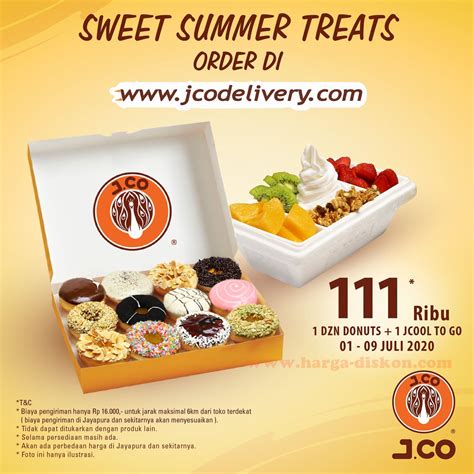 SWEET SUMMER TREATS
ORDER DI
www.jcodelivery.com
J.CO
®
111* Ribu
1 DZN DONUTS + 1 JCOOL TO GO
01 - 09 JULI 2020
www.harga-diskon.com
*T&C
* Biaya pengiriman hanya Rp 16.000,- untuk jarak maksimal 6km dari toko terdekat
( biaya pengiriman di Jayapura dan sekitarnya akan menyesuaikan ).
* Tidak dapat ditukarkan dengan produk lain.
* Selama persediaan masih ada.
* Akan ada perbedaan harga di Jayapura dan sekitarnya.
* Foto ini hanya ilustrasi.
J.CO
®
J.CO